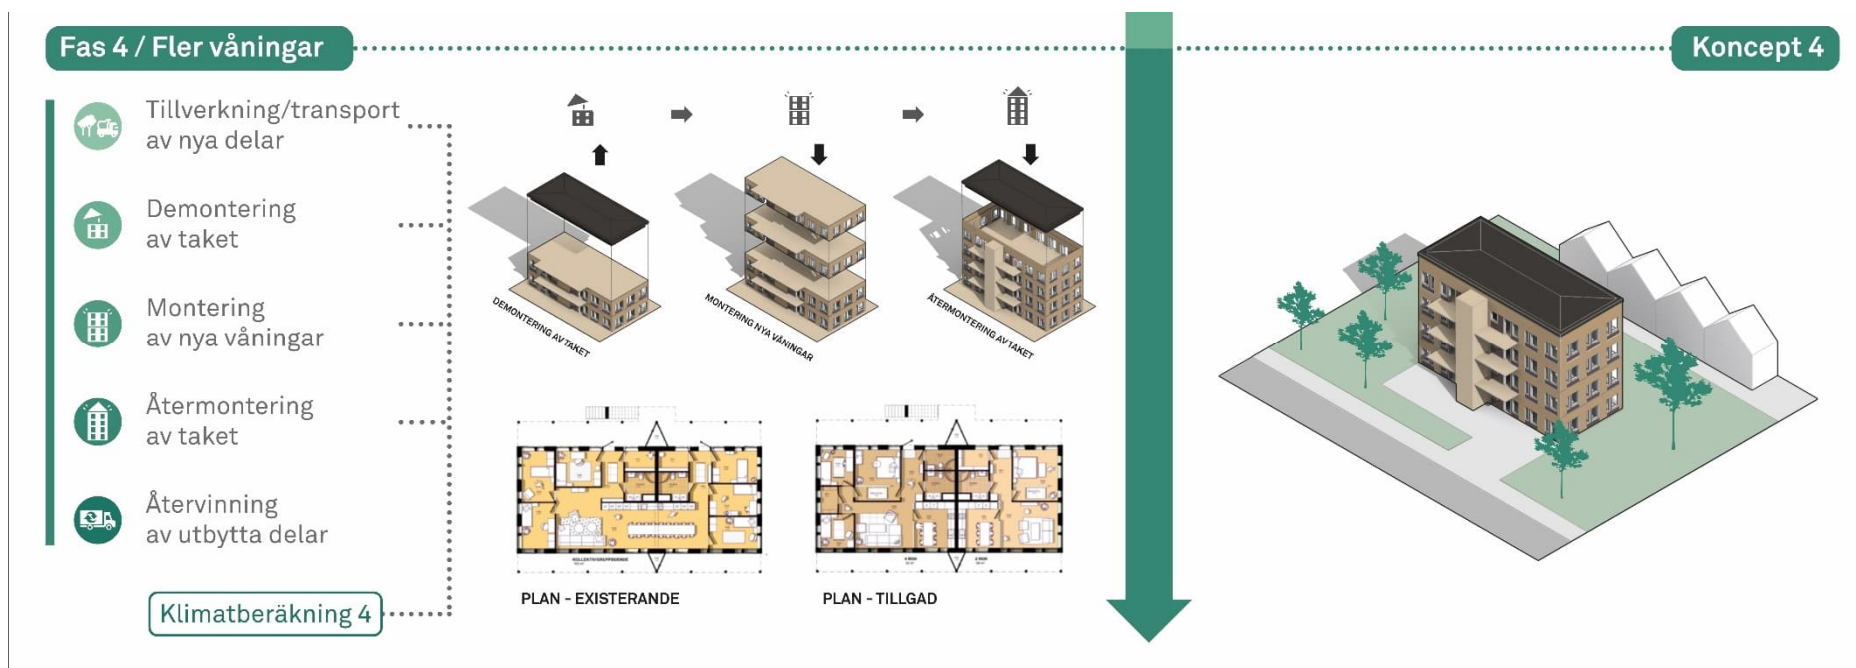 Fas 4 / Fler våningar
Koncept 4
Tillverkning/transport
av nya delar
Demontering
av taket
Montering
av nya våningar
Återmontering
av taket
Återvinning
av utbytta delar
Klimatberäkning 4
DEMONTERING AV TAKET
MONTERING NYA VÅNINGAR
ÅTERMONTERING AV TAKET
PLAN - EXISTERANDE
PLAN - TILLGAD